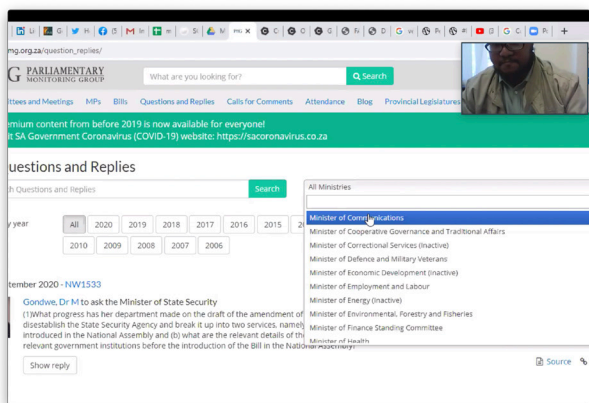 mg.org.za/question_replies/
G PARLIAMENTARY
MONITORING GROUP
What are you looking for?
Search
ittees and Meetings MPs Bills Questions and Replies Calls for Comments Attendance Blog Provincial Legislatures
emium content from before 2019 is now available for everyone!
it SA Government Coronavirus (COVID-19) website: https://sacoronavirus.co.za
uestions and Replies
ch Questions and Replies
Search
All Ministries
Minister of Communications
Minister of Cooperative Governance and Traditional Affairs
Minister of Correctional Services (Inactive)
Minister of Defence and Military Veterans
Minister of Economic Development (Inactive)
Minister of Employment and Labour
Minister of Energy (Inactive)
Minister of Environmental, Forestry and Fisheries
Minister of Finance Standing Committee
Minister of Health
y year All 2020 2019 2018 2017 2016 2015
2010 2009 2008 2007 2006
tember 2020 - NW1533
Gondwe, Dr M to ask the Minister of State Security
(1)What progress has her department made on the draft of the amendment of
disestablish the State Security Agency and break it up into two services, namely
introduced in the National Assembly and (b) what are the relevant details of th
relevant government institutions before the introduction of the Bill in the National Assembly?
Show reply
Source